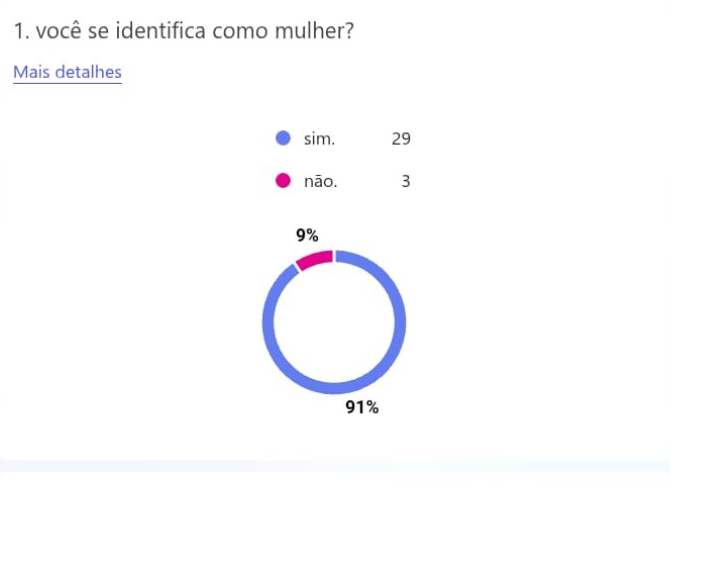 1. você se identifica como mulher?
Mais detalhes
sim. 29
não. 3
9%
91%